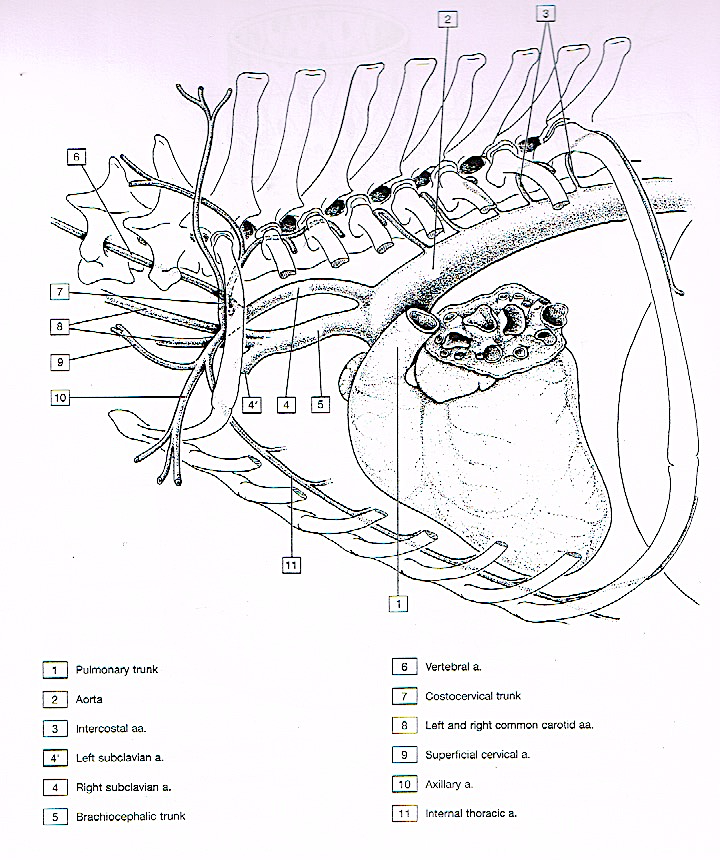 2
3
6
7
8
9
10
4'
4
5
11
1
1 Pulmonary trunk
2 Aorta
3 Intercostal aa.
4' Left subclavian a.
4 Right subclavian a.
5 Brachiocephalic trunk
6 Vertebral a.
7 Costocervical trunk
8 Left and right common carotid aa.
9 Superficial cervical a.
10 Axillary a.
11 Internal thoracic a.